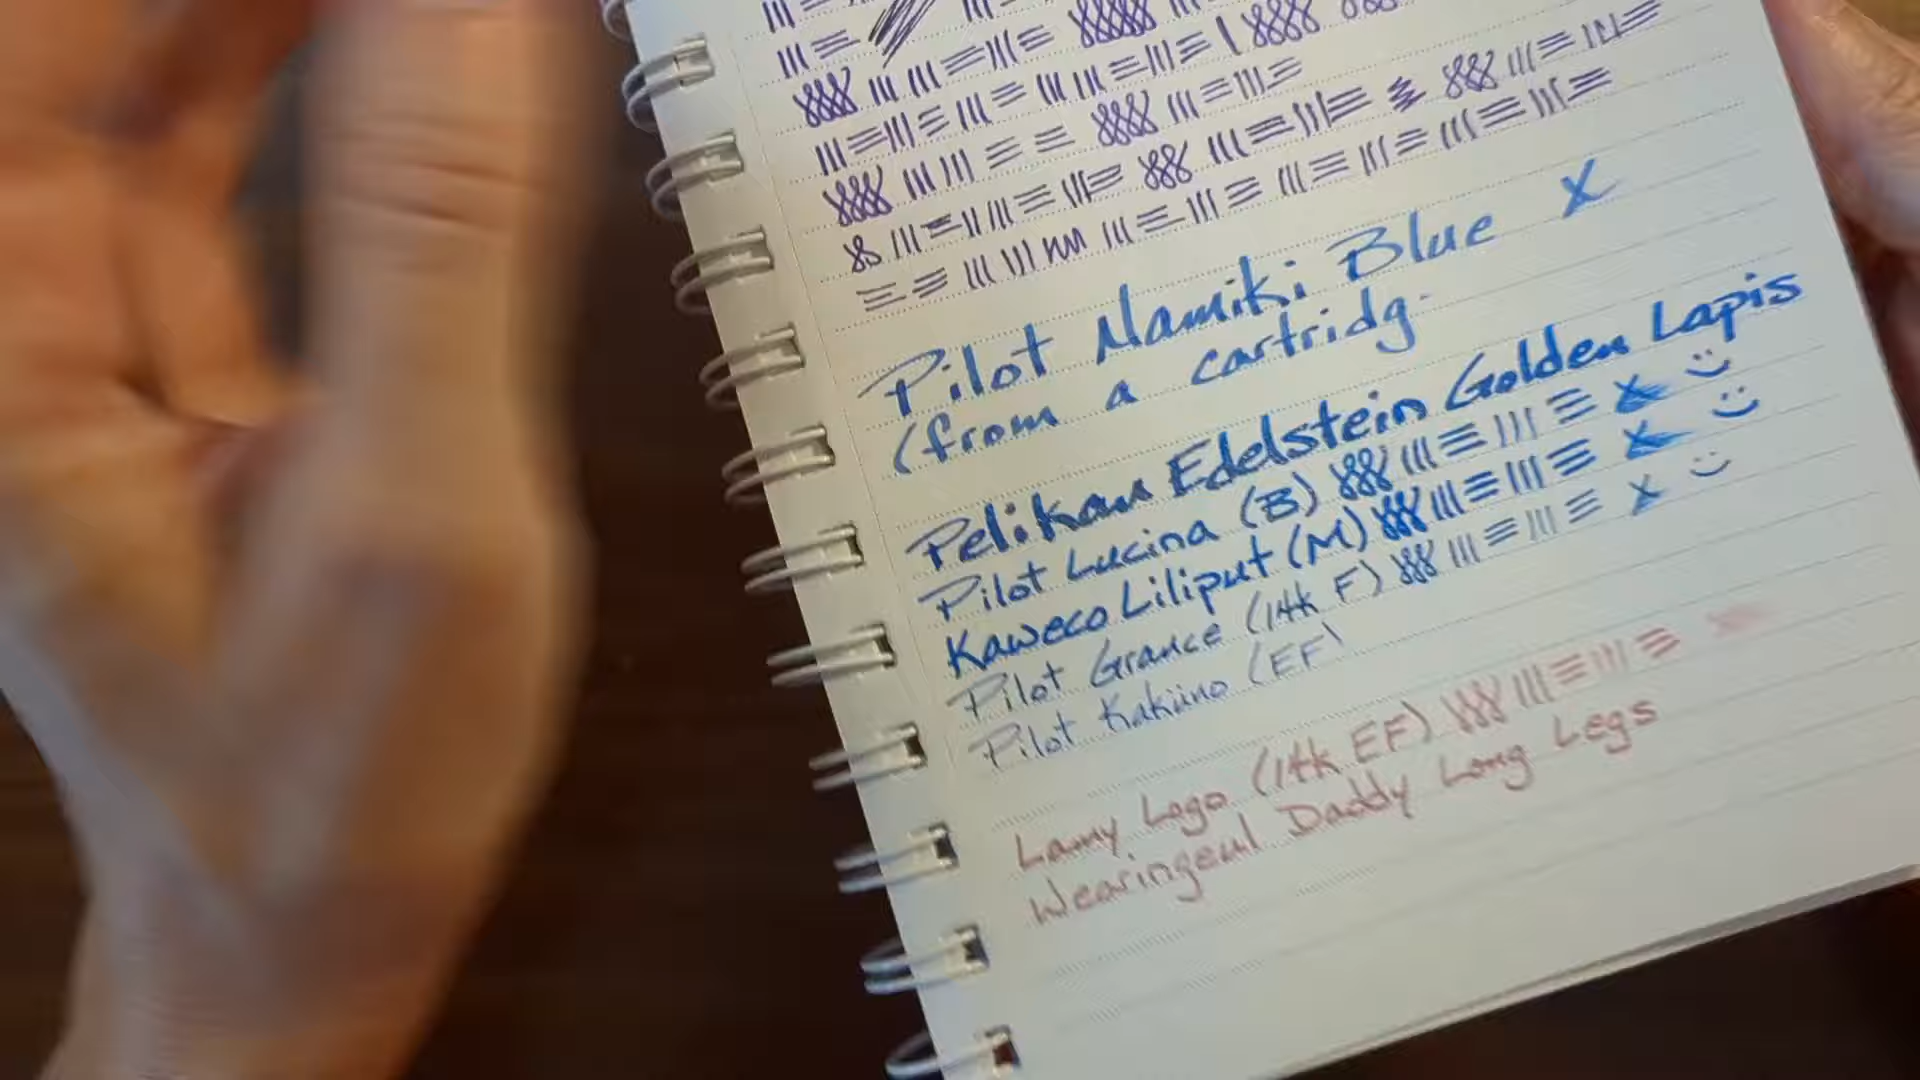 Pilot Namiki Blue X
(from a cartridg
Pelikan Edelstein Golden Lapis
Pilot Lucina (B) X :)
Kaweco Liliput (M) X :)
Pilot Grance (14k F) X :)
Pilot Kakuno (EF)
Lamy Logo (14k EF)
Wearingeul Daddy Long Legs